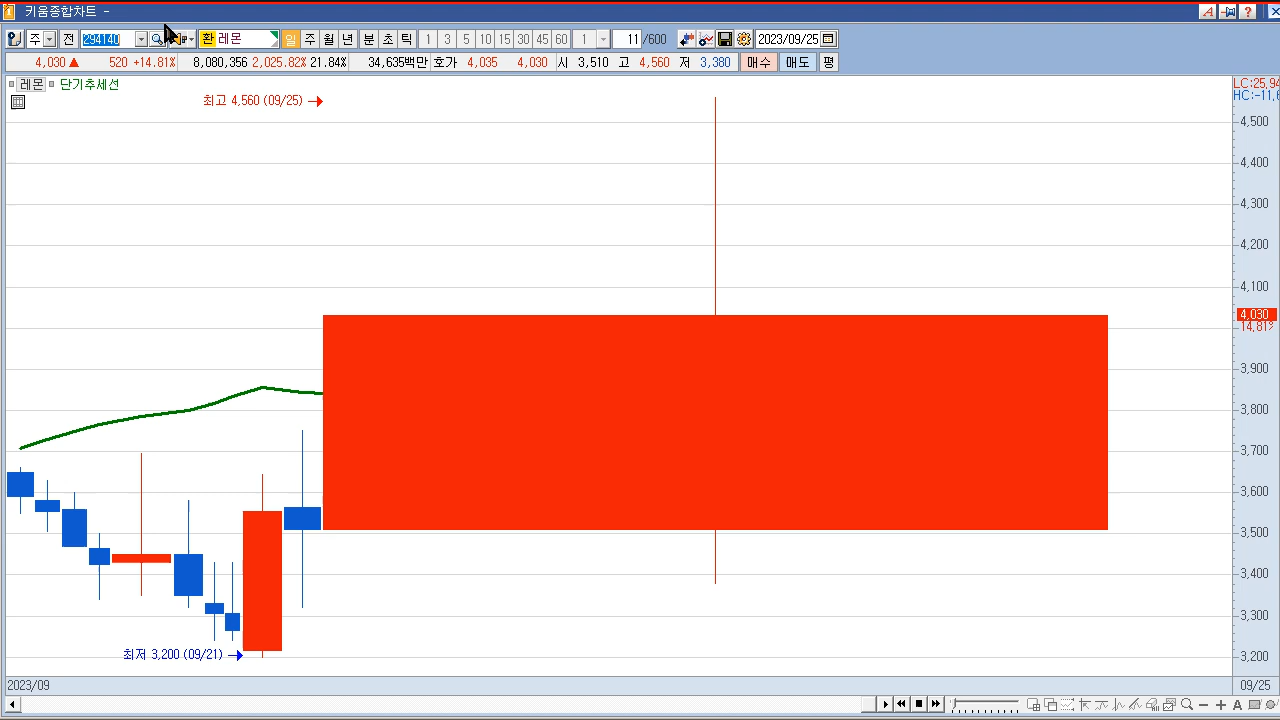 키움종합차트 -
주 전 294140 환 레몬 일 주 월 년 분 초 틱 1 3 5 10 15 30 45 60 1 11 /600 2023/09/25
4,030 ▲ 520 +14.81% 8,080,356 2,025.82% 21.84% 34,635백만 호가 4,035 4,030 시 3,510 고 4,560 저 3,380 매수 매도 평
레몬 단기추세선
LC:25,94
HC:-11,6
최고 4,560 (09/25) →
4,500
4,400
4,300
4,200
4,100
4,030
14,81%
3,900
3,800
3,700
3,600
3,500
3,400
3,300
최저 3,200 (09/21) →
3,200
2023/09
09/25